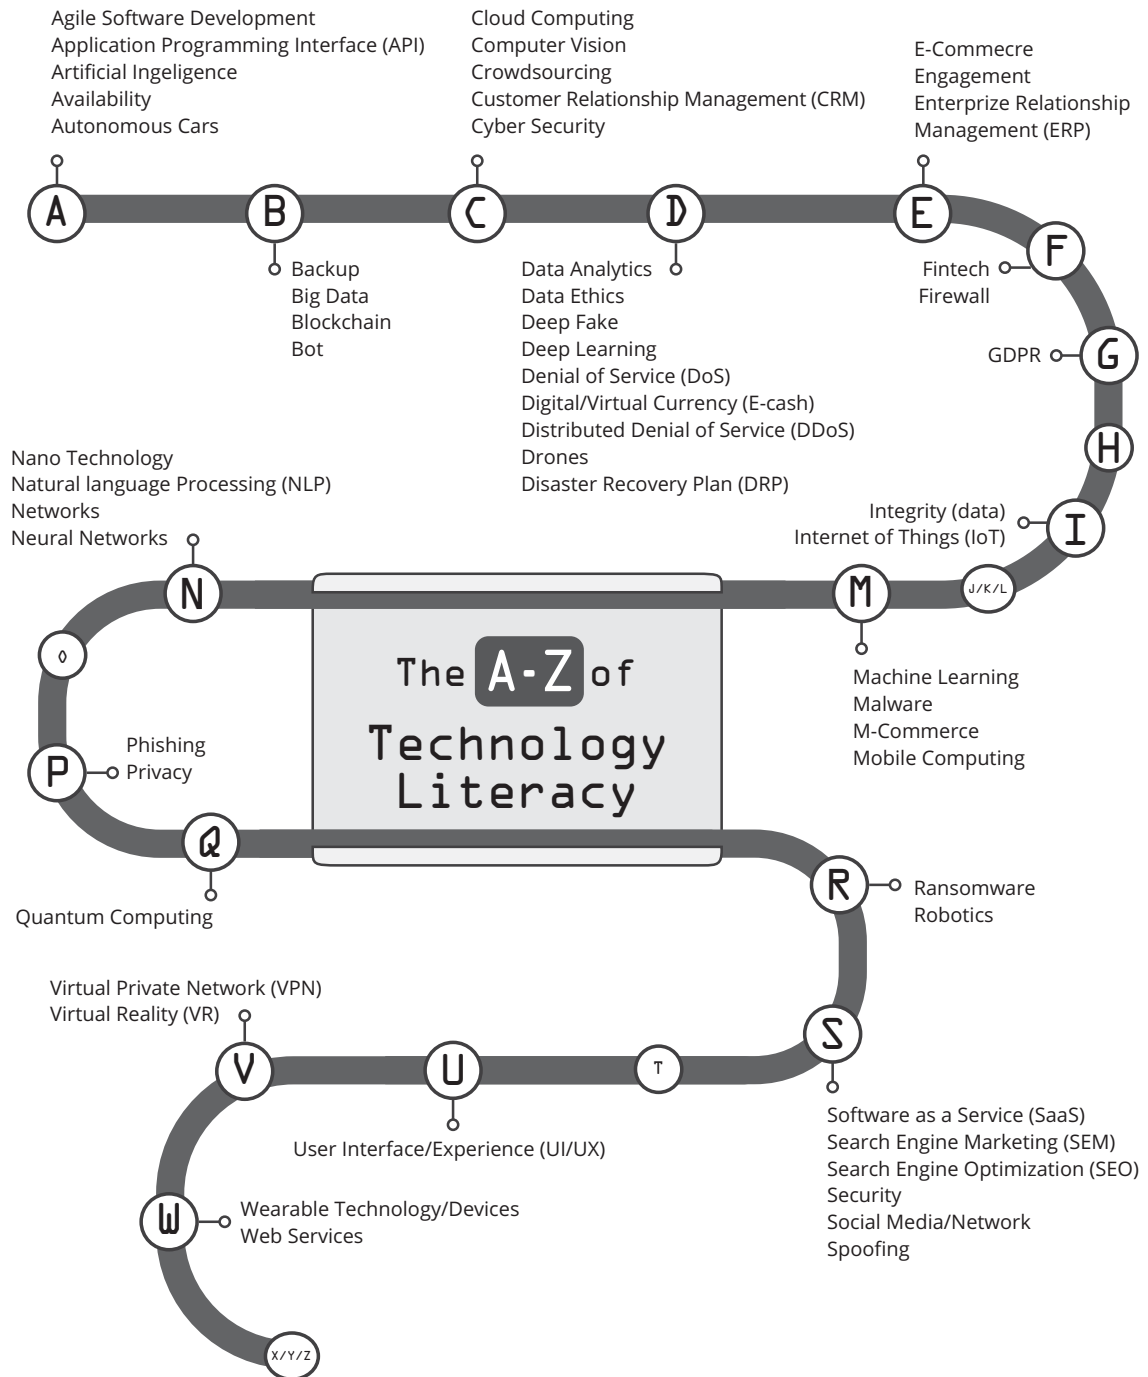 Agile Software Development
Application Programming Interface (API)
Artificial Ingeligence
Availability
Autonomous Cars
Cloud Computing
Computer Vision
Crowdsourcing
Customer Relationship Management (CRM)
Cyber Security
E-Commecre
Engagement
Enterprize Relationship
Management (ERP)
A
B
C
D
E
F
Backup
Big Data
Blockchain
Bot
Data Analytics
Data Ethics
Deep Fake
Deep Learning
Denial of Service (DoS)
Digital/Virtual Currency (E-cash)
Distributed Denial of Service (DDoS)
Drones
Disaster Recovery Plan (DRP)
Fintech
Firewall
GDPR
G
H
Integrity (data)
Internet of Things (IoT)
I
J/K/L
M
Machine Learning
Malware
M-Commerce
Mobile Computing
Nano Technology
Natural language Processing (NLP)
Networks
Neural Networks
N
The A-Z of
Technology
Literacy
◊
P
Phishing
Privacy
Q
Quantum Computing
R
Ransomware
Robotics
S
Software as a Service (SaaS)
Search Engine Marketing (SEM)
Search Engine Optimization (SEO)
Security
Social Media/Network
Spoofing
T
U
User Interface/Experience (UI/UX)
Virtual Private Network (VPN)
Virtual Reality (VR)
V
W
Wearable Technology/Devices
Web Services
X/Y/Z